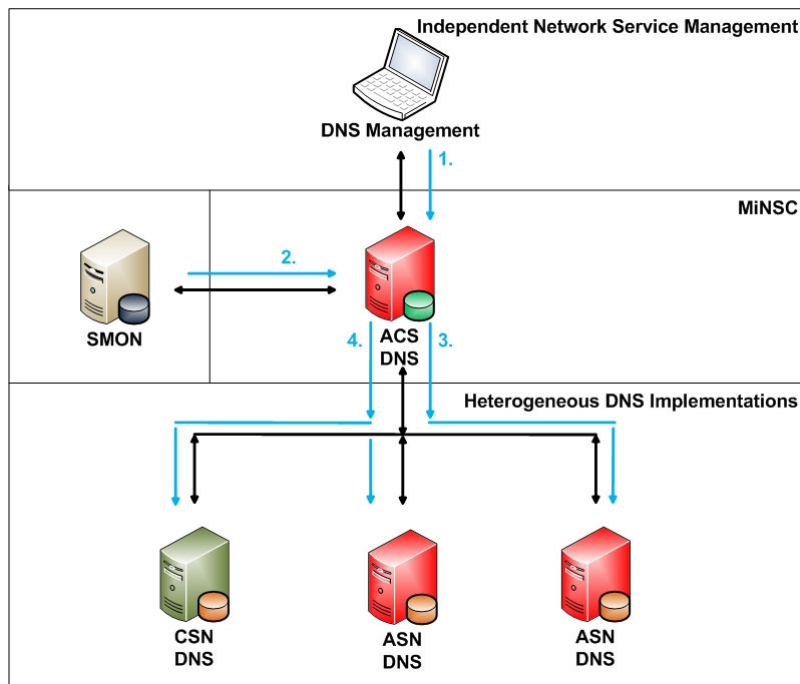 Independent Network Service Management
DNS Management
1.
MiNSC
2.
SMON
ACS
DNS
4.
3.
Heterogeneous DNS Implementations
CSN
DNS
ASN
DNS
ASN
DNS